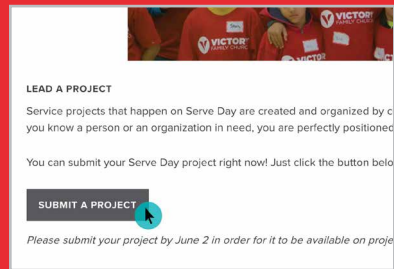 VICTORY
FAMILY CHURCH
VICTOR
FAMILY CHU
LEAD A PROJECT
Service projects that happen on Serve Day are created and organized by c
you know a person or an organization in need, you are perfectly positioned
You can submit your Serve Day project right now! Just click the button belo
SUBMIT A PROJECT
Please submit your project by June 2 in order for it to be available on proje